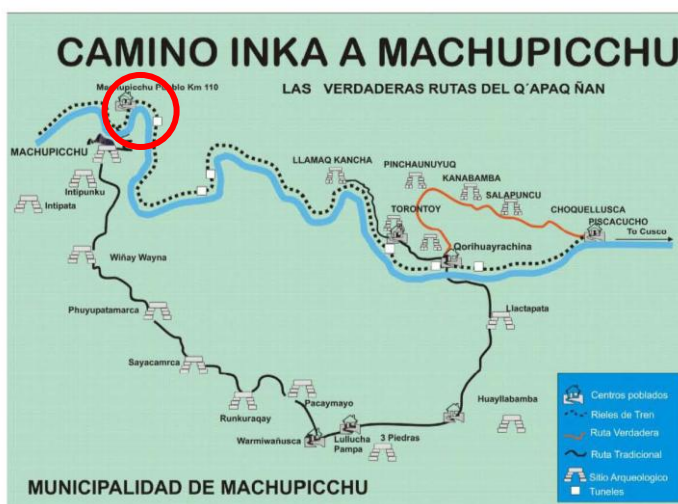 CAMINO INKA A MACHUPICCHU
LAS VERDADERAS RUTAS DEL Q´APAQ ÑAN
Machupicchu Pueblo Km 110
MACHUPICCHU
Intipunku
Intipata
LLAMAQ KANCHA
PINCHAUNUYUQ
KANABAMBA
SALAPUNCU
CHOQUELLUSCA
PISCACUCHO
To Cusco
TORONTOY
Qorihuayrachina
Wiñay Wayna
Phuyupatamarca
Llactapata
Sayacamrca
Runkuraqay
Pacaymayo
Huayllabamba
Warmiwañusca
Lullucha
Pampa
3 Piedras
Centros poblados
Rieles de Tren
Ruta Verdadera
Ruta Tradicional
Sitio Arqueologico
Tuneles
MUNICIPALIDAD DE MACHUPICCHU